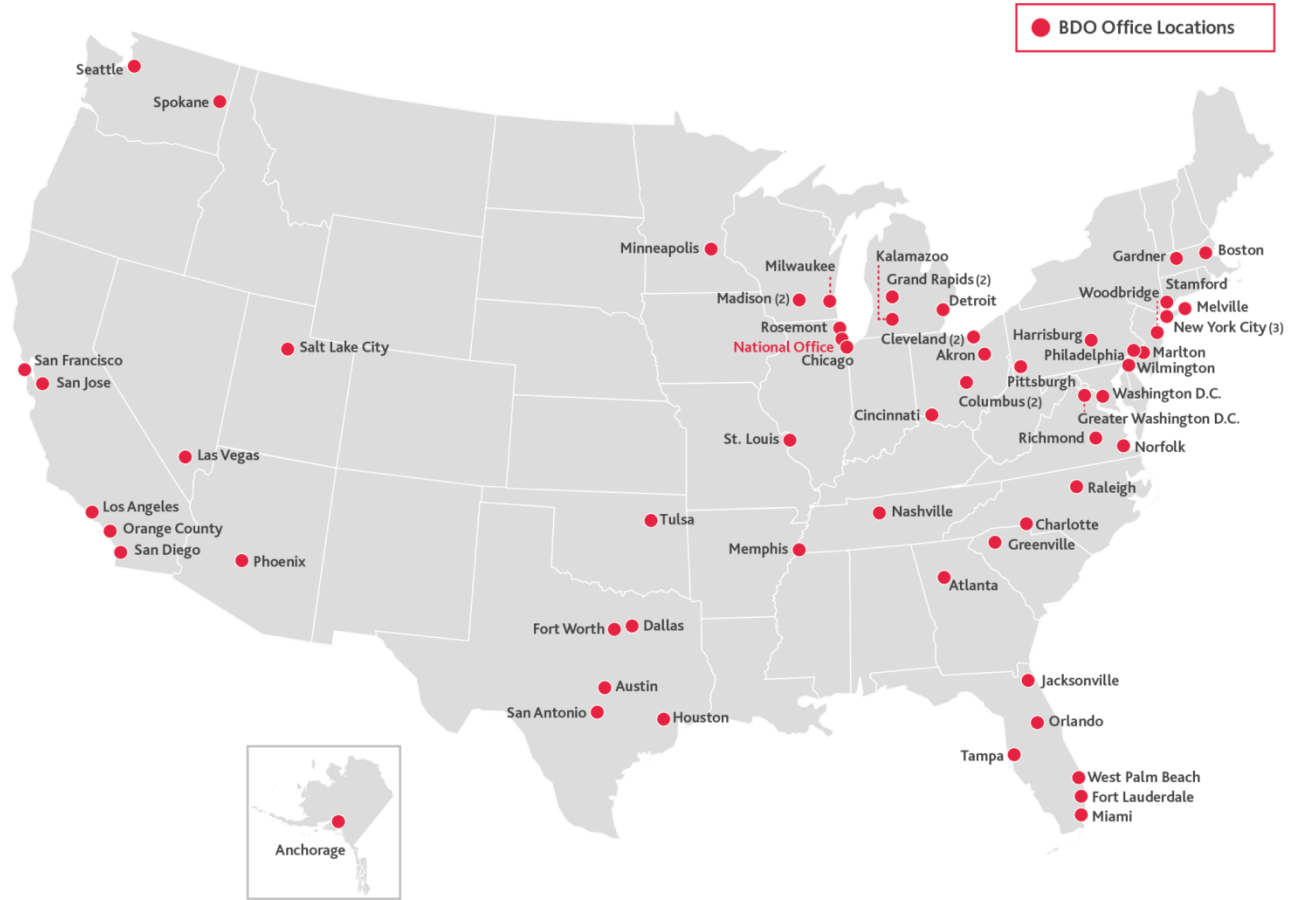 BDO Office Locations
Seattle
Spokane
Minneapolis
Milwaukee
Kalamazoo
Grand Rapids (2)
Madison (2)
Detroit
Rosemont
National Office
Chicago
Cleveland (2)
Akron
Gardner
Boston
Stamford
Woodbridge
Melville
New York City (3)
Harrisburg
Philadelphia
Marlton
Wilmington
Pittsburgh
Columbus (2)
Washington D.C.
Greater Washington D.C.
Cincinnati
Richmond
Norfolk
Salt Lake City
San Francisco
San Jose
St. Louis
Las Vegas
Raleigh
Los Angeles
Orange County
San Diego
Phoenix
Tulsa
Nashville
Memphis
Charlotte
Greenville
Atlanta
Fort Worth
Dallas
Austin
San Antonio
Houston
Jacksonville
Orlando
Tampa
West Palm Beach
Fort Lauderdale
Miami
Anchorage